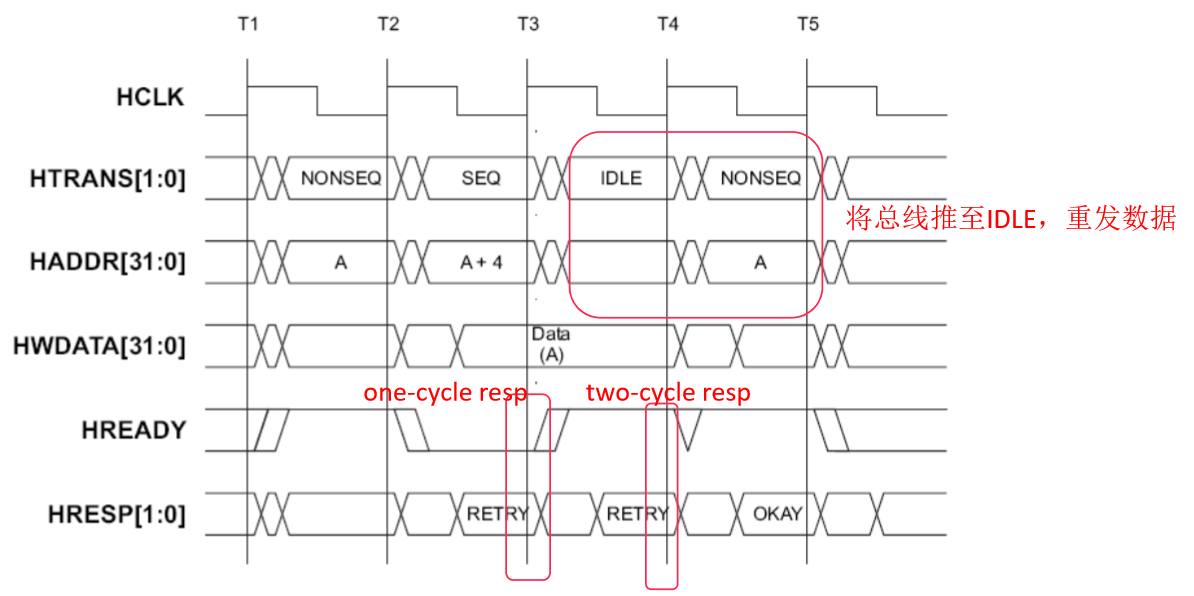 T1 T2 T3 T4 T5
HCLK
HTRANS[1:0] NONSEQ SEQ IDLE NONSEQ
将总线推至IDLE，重发数据
HADDR[31:0] A A + 4 A
HWDATA[31:0] Data
(A)
one-cycle resp two-cycle resp
HREADY
HRESP[1:0] RETRY RETRY OKAY